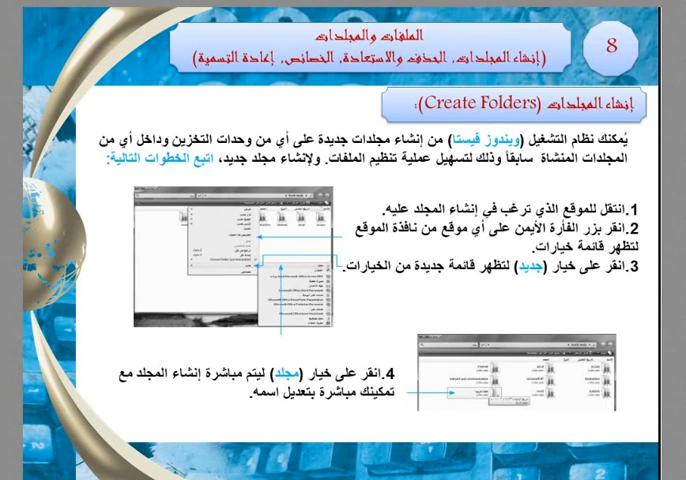 الملفات والمجلدات
(إنشاء المجلدات, الحذف والاستعادة, الخصائص, إعادة التسمية)
8
إنشاء المجلدات (Create Folders):
يُمكنك نظام التشغيل (ويندوز فيستا) من إنشاء مجلدات جديدة على أي من وحدات التخزين وداخل أي من
المجلدات المنشاة سابقاً وذلك لتسهيل عملية تنظيم الملفات. ولإنشاء مجلد جديد، اتبع الخطوات التالية:
1.انتقل للموقع الذي ترغب في إنشاء المجلد عليه.
2.انقر بزر الفأرة الأيمن على أي موقع من نافذة الموقع
لتظهر قائمة خيارات.
3.انقر على خيار (جديد) لتظهر قائمة جديدة من الخيارات.
4.انقر على خيار (مجلد) ليتم مباشرة إنشاء المجلد مع
تمكينك مباشرة بتعديل اسمه.